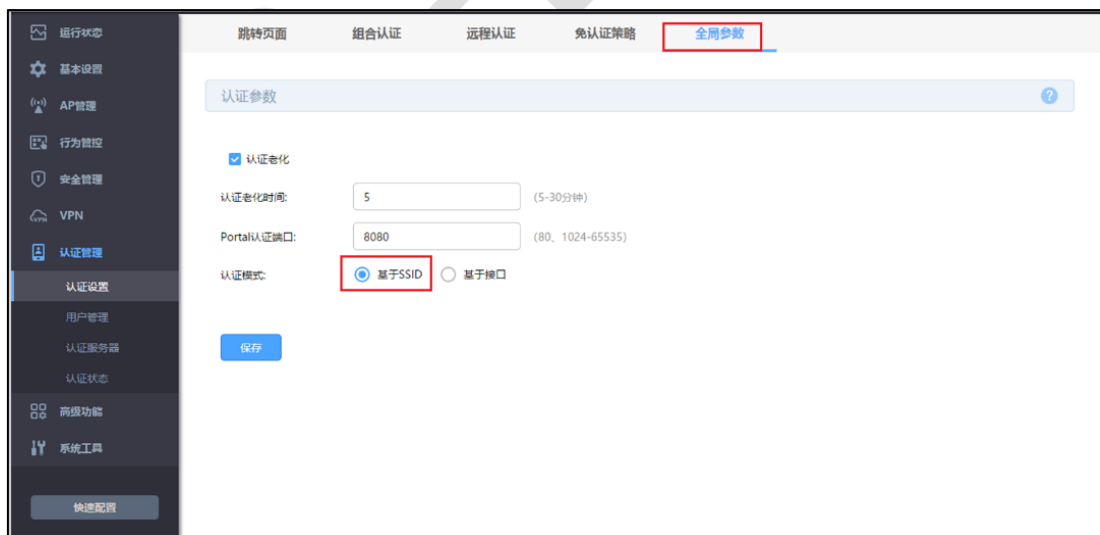 运行状态
基本设置
AP管理
行为管控
安全管理
VPN
认证管理
认证设置
用户管理
认证服务器
认证状态
高级功能
系统工具
快速配置
跳转页面 组合认证 远程认证 免认证策略 全局参数
认证参数 ?
认证老化
认证老化时间: 5 (5-30分钟)
Portal认证端口: 8080 (80、1024-65535)
认证模式: 基于SSID 基于接口
保存